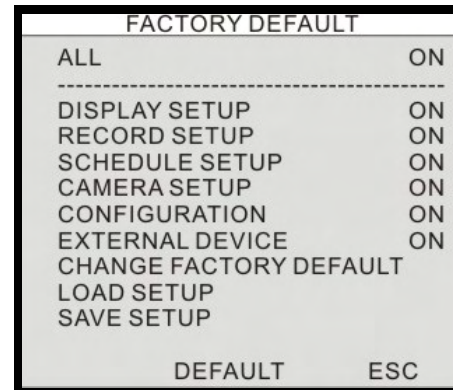 FACTORY DEFAULT
ALL ON
DISPLAY SETUP ON
RECORD SETUP ON
SCHEDULE SETUP ON
CAMERA SETUP ON
CONFIGURATION ON
EXTERNAL DEVICE ON
CHANGE FACTORY DEFAULT
LOAD SETUP
SAVE SETUP
DEFAULT ESC